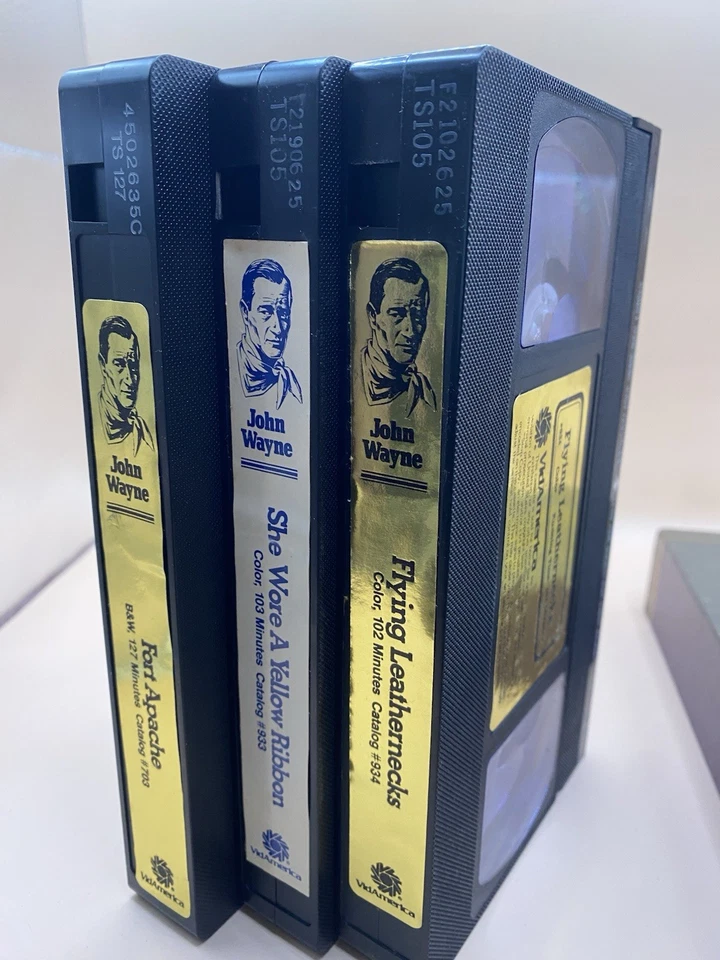 4502635C
TS 127
John
Wayne
Fort Apache
B&W, 127 Minutes Catalog #703
VidAmerica
T2190625
TS105
John
Wayne
She Wore A Yellow Ribbon
Color, 103 Minutes Catalog #933
VidAmerica
F2102625
TS105
John
Wayne
Flying Leathernecks
Color, 102 Minutes Catalog #934
VidAmerica
Flying Leathernecks
VidAmerica